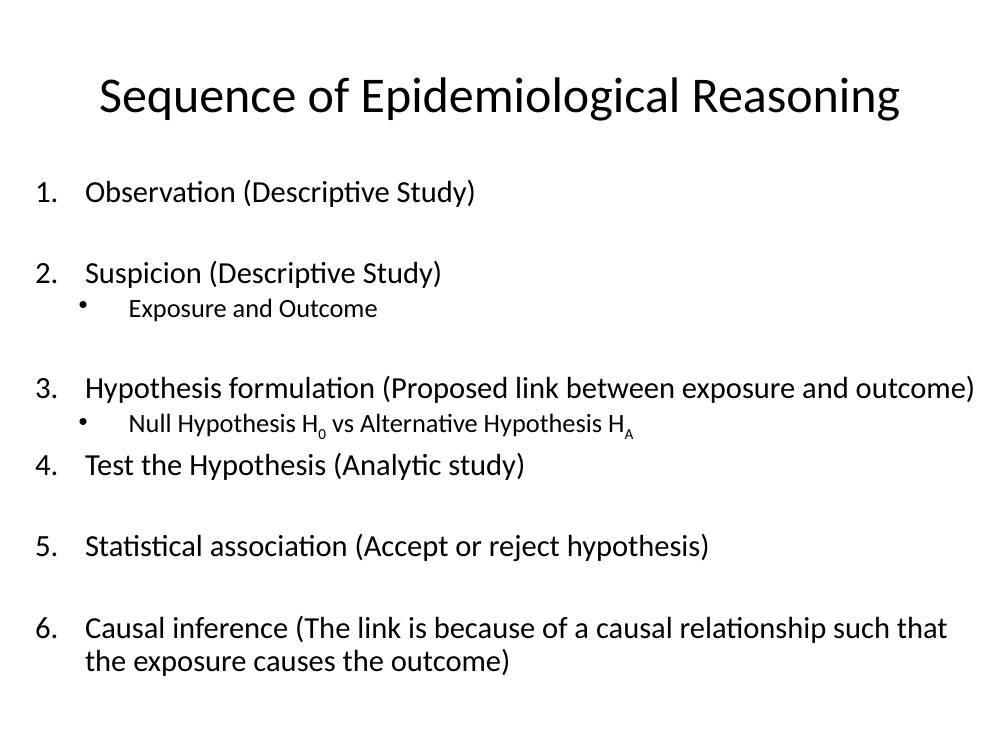 Sequence of Epidemiological Reasoning
1. Observation (Descriptive Study)
2. Suspicion (Descriptive Study)
• Exposure and Outcome
3. Hypothesis formulation (Proposed link between exposure and outcome)
• Null Hypothesis H0 vs Alternative Hypothesis HA
4. Test the Hypothesis (Analytic study)
5. Statistical association (Accept or reject hypothesis)
6. Causal inference (The link is because of a causal relationship such that
the exposure causes the outcome)